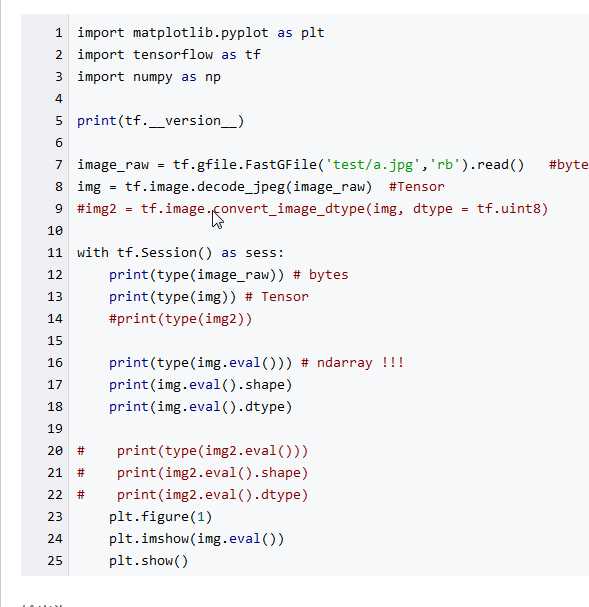 1 import matplotlib.pyplot as plt
2 import tensorflow as tf
3 import numpy as np
4
5 print(tf.__version__)
6
7 image_raw = tf.gfile.FastGFile('test/a.jpg','rb').read()   #byte
8 img = tf.image.decode_jpeg(image_raw)  #Tensor
9 #img2 = tf.image.convert_image_dtype(img, dtype = tf.uint8)
10
11 with tf.Session() as sess:
12     print(type(image_raw)) # bytes
13     print(type(img)) # Tensor
14     #print(type(img2))
15
16     print(type(img.eval())) # ndarray !!!
17     print(img.eval().shape)
18     print(img.eval().dtype)
19
20 #    print(type(img2.eval()))
21 #    print(img2.eval().shape)
22 #    print(img2.eval().dtype)
23     plt.figure(1)
24     plt.imshow(img.eval())
25     plt.show()